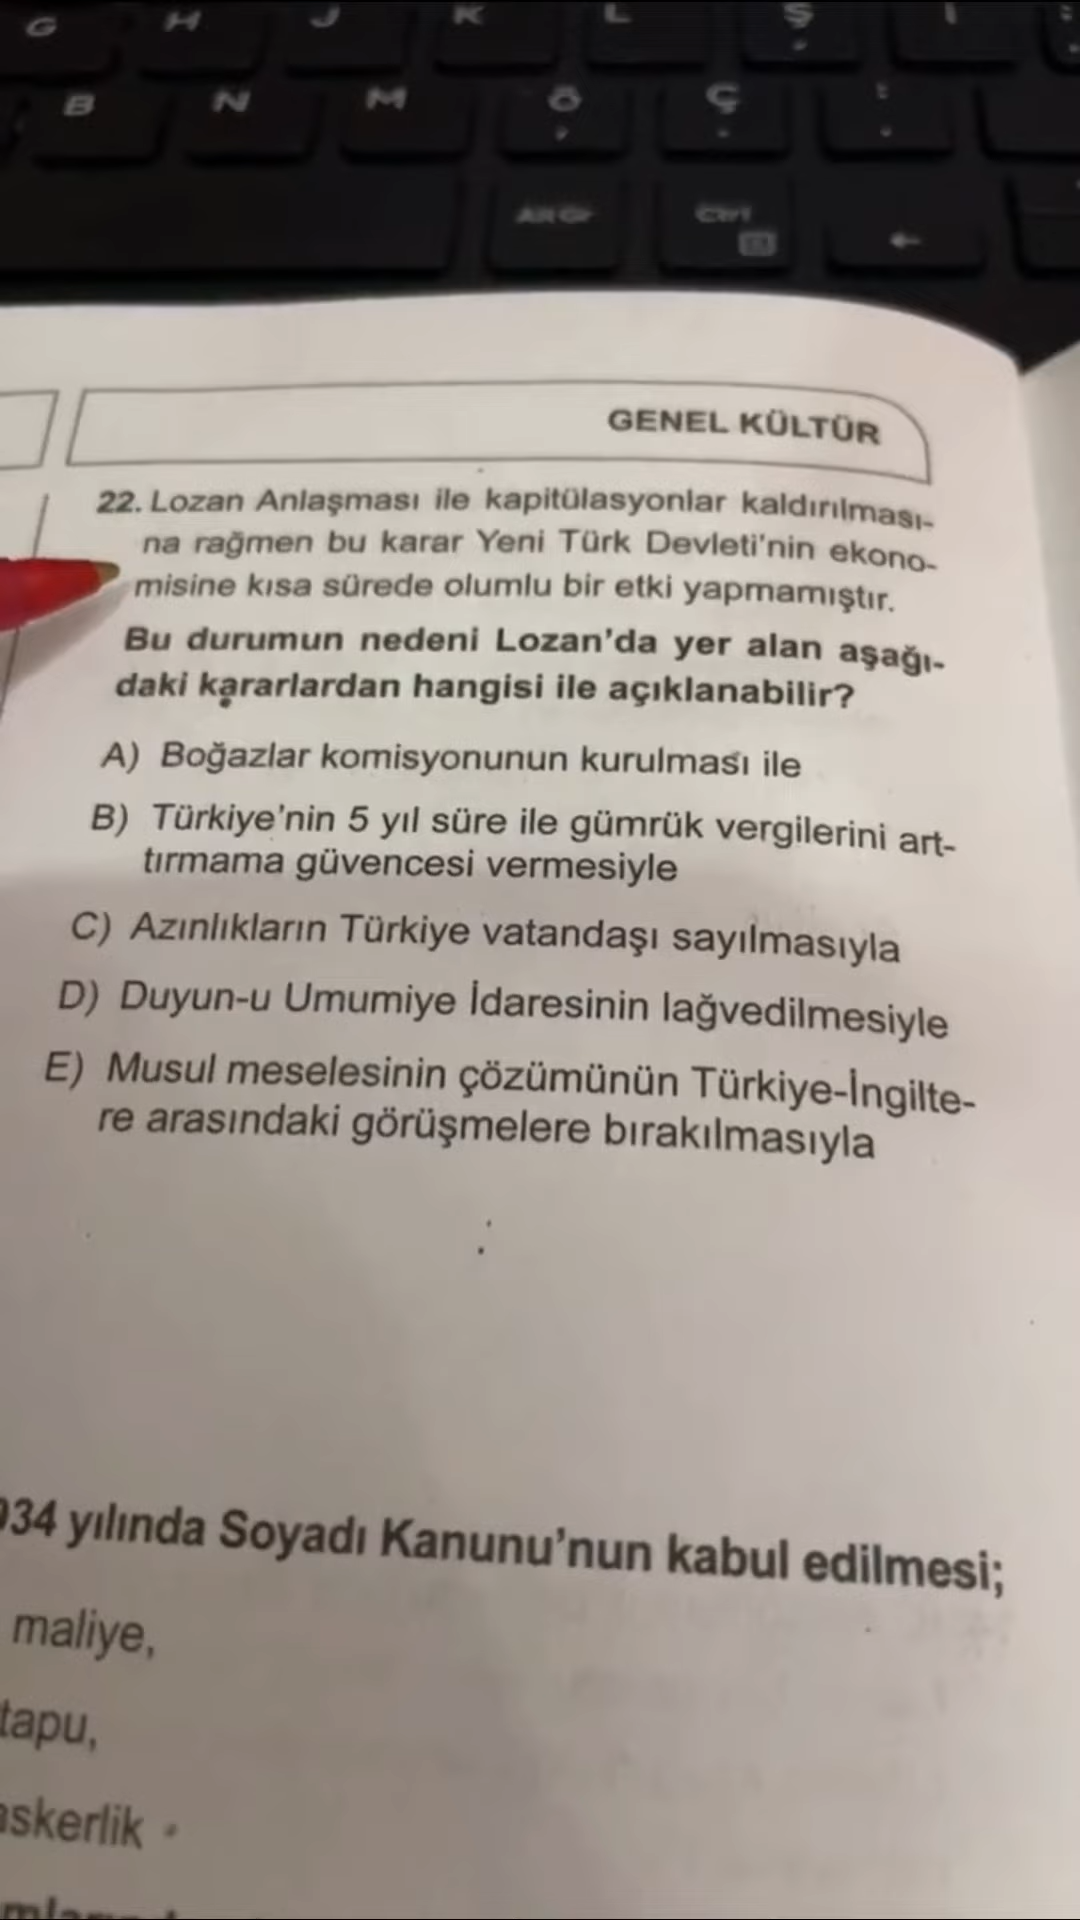 G H J K L Ş İ
B N M Ö Ç :
Alt Gr Ctrl ←
GENEL KÜLTÜR
22. Lozan Anlaşması ile kapitülasyonlar kaldırılması-
na rağmen bu karar Yeni Türk Devleti'nin ekono-
misine kısa sürede olumlu bir etki yapmamıştır.
Bu durumun nedeni Lozan'da yer alan aşağı-
daki kararlardan hangisi ile açıklanabilir?
A) Boğazlar komisyonunun kurulması ile
B) Türkiye'nin 5 yıl süre ile gümrük vergilerini art-
tırmama güvencesi vermesiyle
C) Azınlıkların Türkiye vatandaşı sayılmasıyla
D) Duyun-u Umumiye İdaresinin lağvedilmesiyle
E) Musul meselesinin çözümünün Türkiye-İngilte-
re arasındaki görüşmelere bırakılmasıyla
934 yılında Soyadı Kanunu'nun kabul edilmesi;
maliye,
tapu,
askerlik